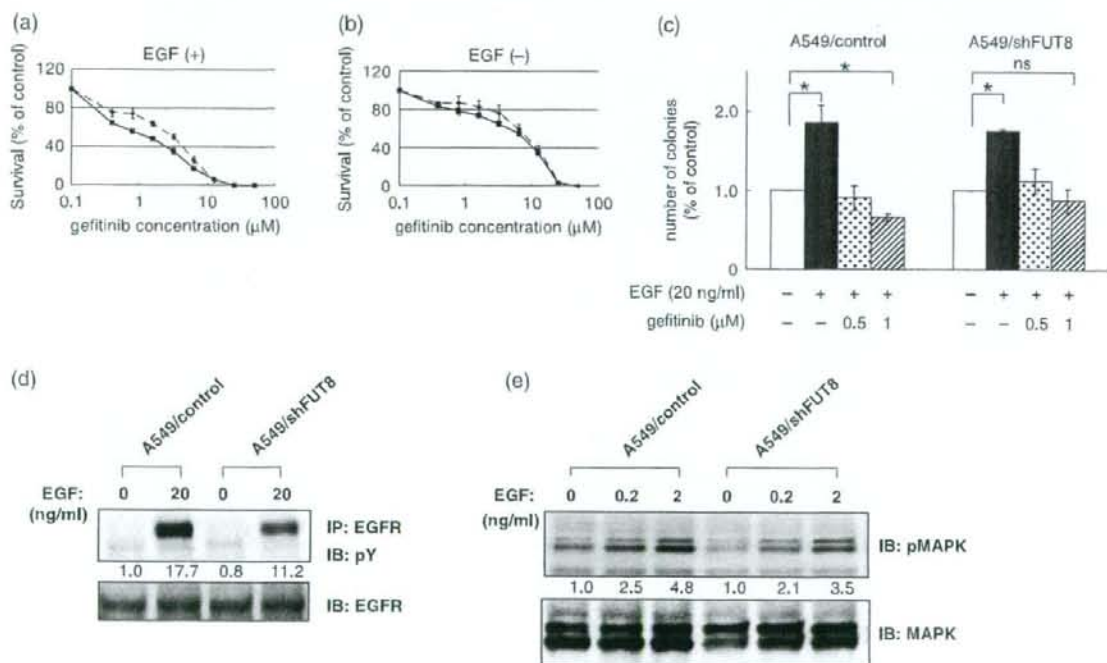 (a)
EGF (+)
Survival (% of control)
120
80
40
0
0.1
1
10
100
gefitinib concentration (µM)
(b)
EGF (–)
Survival (% of control)
120
80
40
0
0.1
1
10
100
gefitinib concentration (µM)
(c)
A549/control
A549/shFUT8
*
*
ns
*
number of colonies
(% of control)
2.0
1.0
0
EGF (20 ng/ml) – + + + – + + +
gefitinib (µM) – – 0.5 1 – – 0.5 1
(d)
A549/control
A549/shFUT8
EGF: 0 20 0 20
(ng/ml)
IP: EGFR
IB: pY
1.0 17.7 0.8 11.2
IB: EGFR
(e)
A549/control
A549/shFUT8
EGF: 0 0.2 2 0 0.2 2
(ng/ml)
IB: pMAPK
1.0 2.5 4.8 1.0 2.1 3.5
IB: MAPK